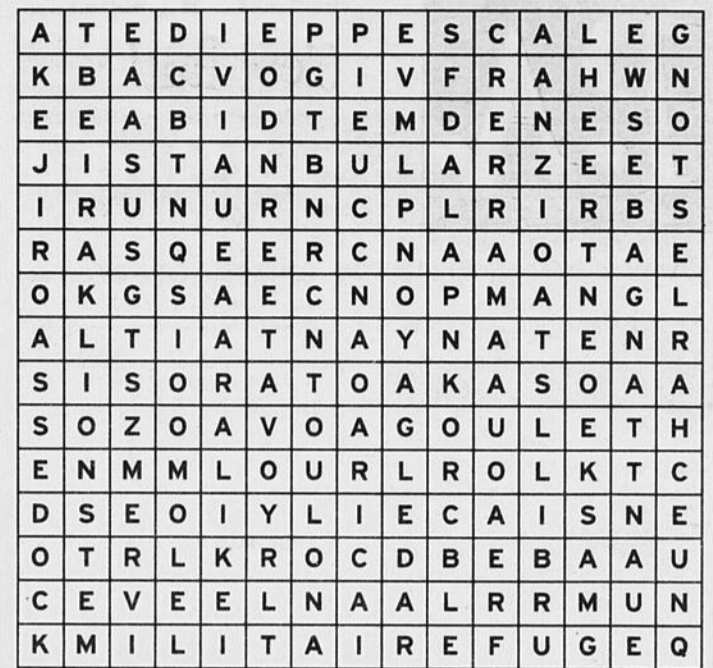 A T E D I E P P E S C A L E G
K B A C V O G I V F R A H W N
E E A B I D T E M D E N E S O
J I S T A N B U L A R Z E E T
I R U N U R N C P L R I R B S
R A S Q E E R C N A A O T A E
O K G S A E C N O P M A N G L
A L T I A T N A Y N A T E N R
S I S O R A T O A K A S O A A
S O Z O A V O A G O U L E T H
E N M M L O U R L R O L K T C
D S E O I Y L I E C A I S N E
O T R L K R O C D B E B A A U
C E V E E L N A A L R R M U N
K M I L I T A I R E F U G E Q